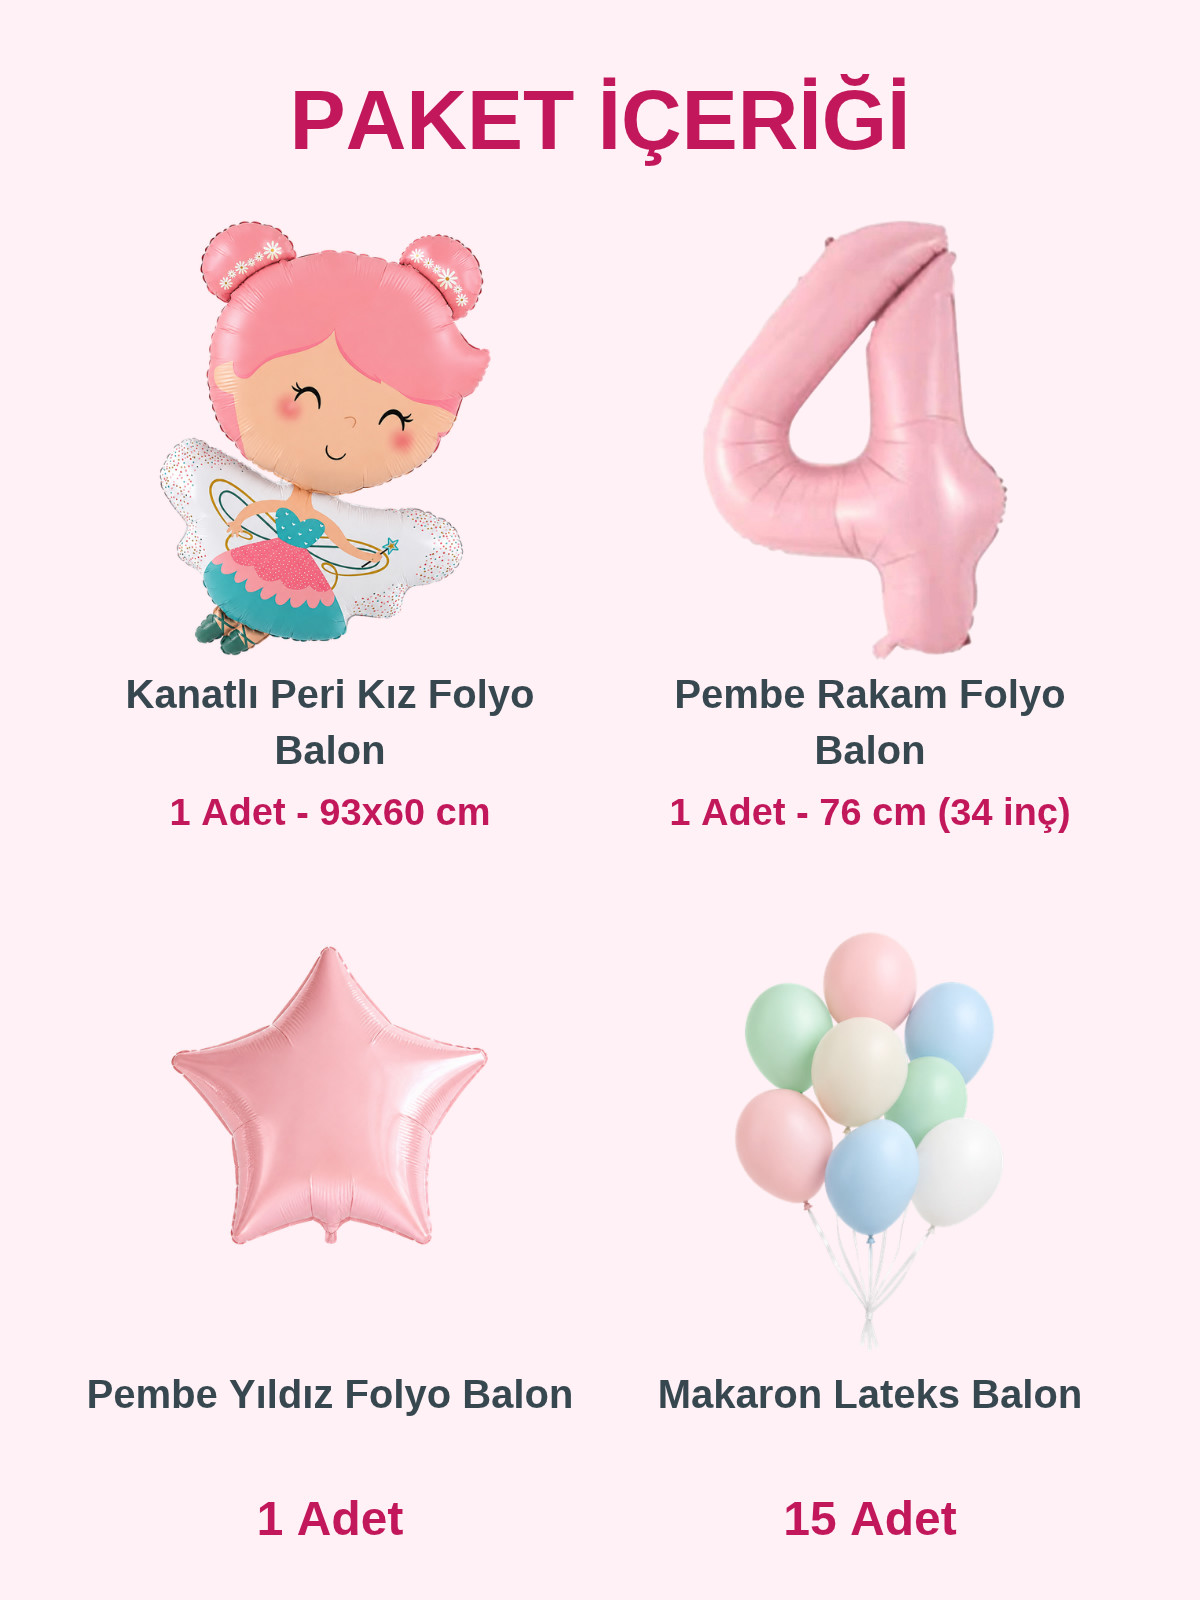 PAKET İÇERİĞİ
Kanatlı Peri Kız Folyo
Balon
1 Adet - 93x60 cm
Pembe Rakam Folyo
Balon
1 Adet - 76 cm (34 inç)
Pembe Yıldız Folyo Balon
1 Adet
Makaron Lateks Balon
15 Adet